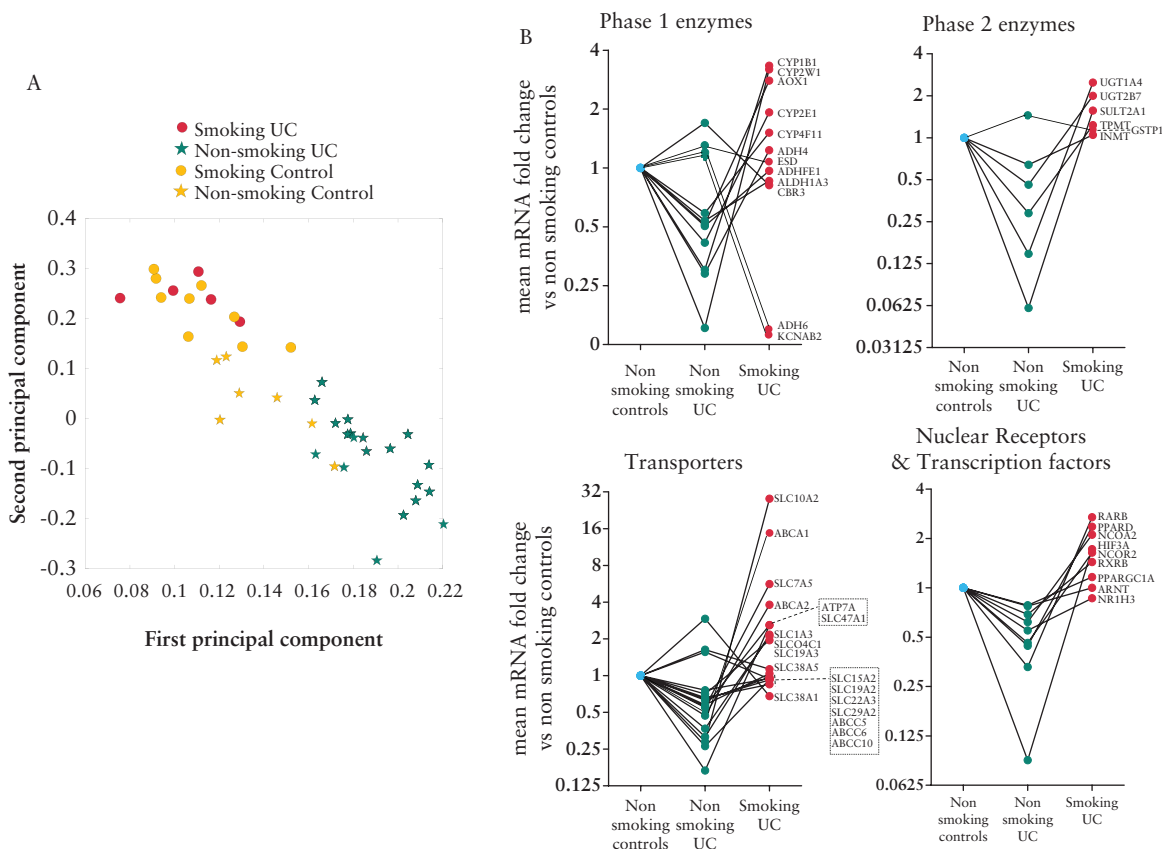 A
Smoking UC
Non-smoking UC
Smoking Control
Non-smoking Control
0.4
0.3
0.2
0.1
0
-0.1
-0.2
-0.3
0.06
0.08
0.1
0.12
0.14
0.16
0.18
0.2
0.22
Second principal component
First principal component
B
Phase 1 enzymes
mean mRNA fold change
vs non smoking controls
4
2
1
0.5
0.25
0
CYP1B1
CYP2W1
AOX1
CYP2E1
CYP4F11
ADH4
ESD
ADHFE1
ALDH1A3
CBR3
ADH6
KCNAB2
Non
smoking
controls
Non
smoking
UC
Smoking
UC
Phase 2 enzymes
4
2
1
0.5
0.25
0.125
0.0625
0.03125
UGT1A4
UGT2B7
SULT2A1
TPMT
GSTP1
INMT
Non
smoking
controls
Non
smoking
UC
Smoking
UC
Transporters
mean mRNA fold change
vs non smoking controls
32
16
8
4
2
1
0.5
0.25
0.125
SLC10A2
ABCA1
SLC7A5
ABCA2
ATP7A
SLC47A1
SLC1A3
SLCO4C1
SLC19A3
SLC38A5
SLC38A1
SLC15A2
SLC19A2
SLC22A3
SLC29A2
ABCC5
ABCC6
ABCC10
Non
smoking
controls
Non
smoking
UC
Smoking
UC
Nuclear Receptors
& Transcription factors
4
2
1
0.5
0.25
0.125
0.0625
RARB
PPARD
NCOA2
HIF3A
NCOR2
RXRB
PPARGC1A
ARNT
NR1H3
Non
smoking
controls
Non
smoking
UC
Smoking
UC